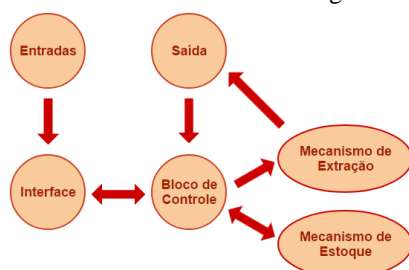 Entradas
Saída
Mecanismo de
Extração
Interface
Bloco de
Controle
Mecanismo de
Estoque